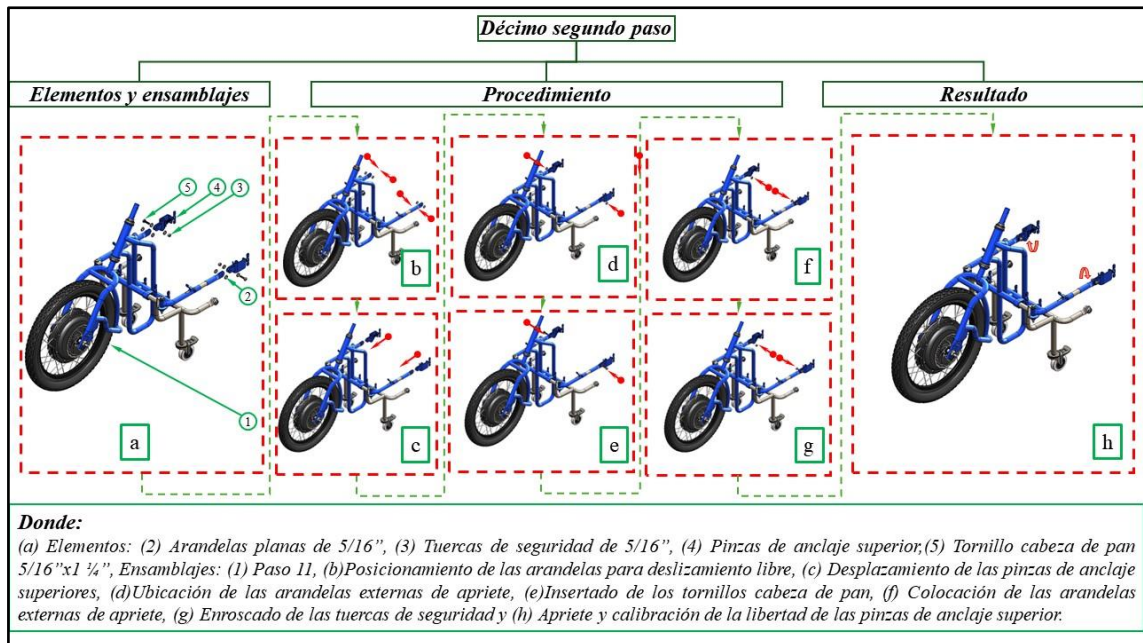 Décimo segundo paso
Elementos y ensamblajes
Procedimiento
Resultado
5
4
3
2
1
a
b
c
d
e
f
g
h
Donde:
(a) Elementos: (2) Arandelas planas de 5/16”, (3) Tuercas de seguridad de 5/16”, (4) Pinzas de anclaje superior,(5) Tornillo cabeza de pan
5/16”x1 ¼”, Ensamblajes: (1) Paso 11, (b)Posicionamiento de las arandelas para deslizamiento libre, (c) Desplazamiento de las pinzas de anclaje
superiores, (d)Ubicación de las arandelas externas de apriete, (e)Insertado de los tornillos cabeza de pan, (f) Colocación de las arandelas
externas de apriete, (g) Enroscado de las tuercas de seguridad y (h) Apriete y calibración de la libertad de las pinzas de anclaje superior.